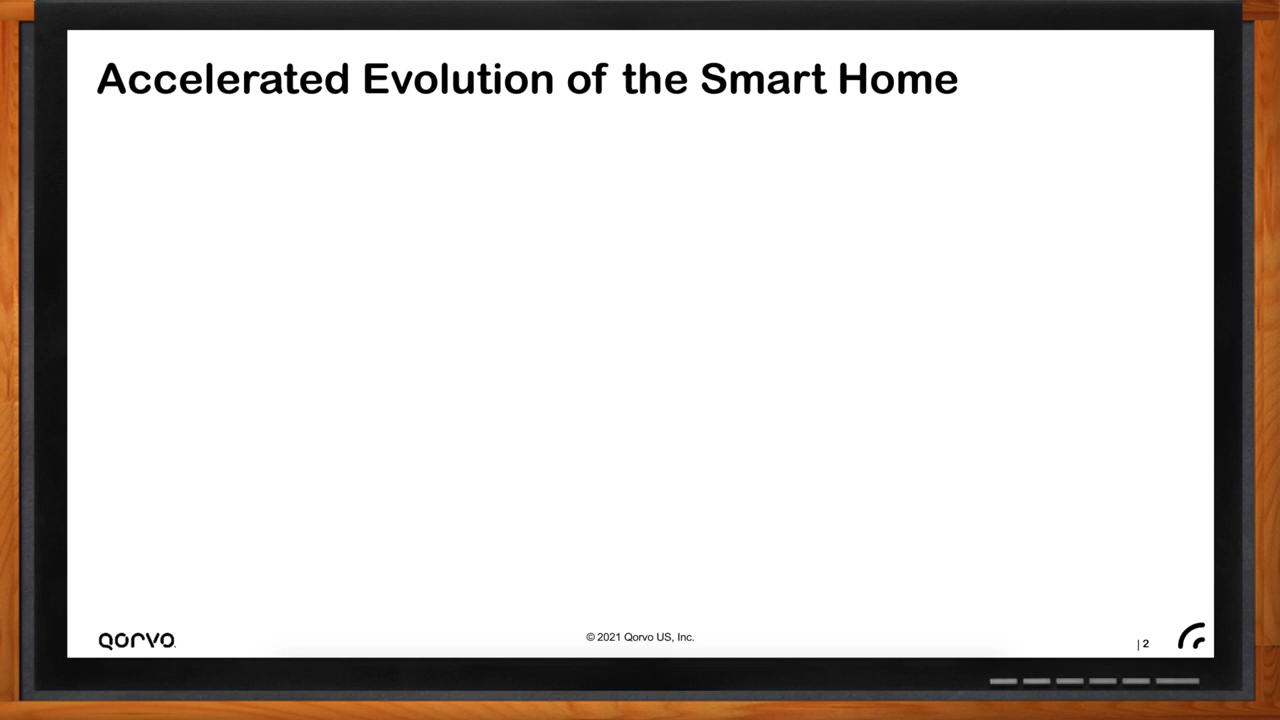 Accelerated Evolution of the Smart Home
QORVO
© 2021 Qorvo US, Inc.
| 2